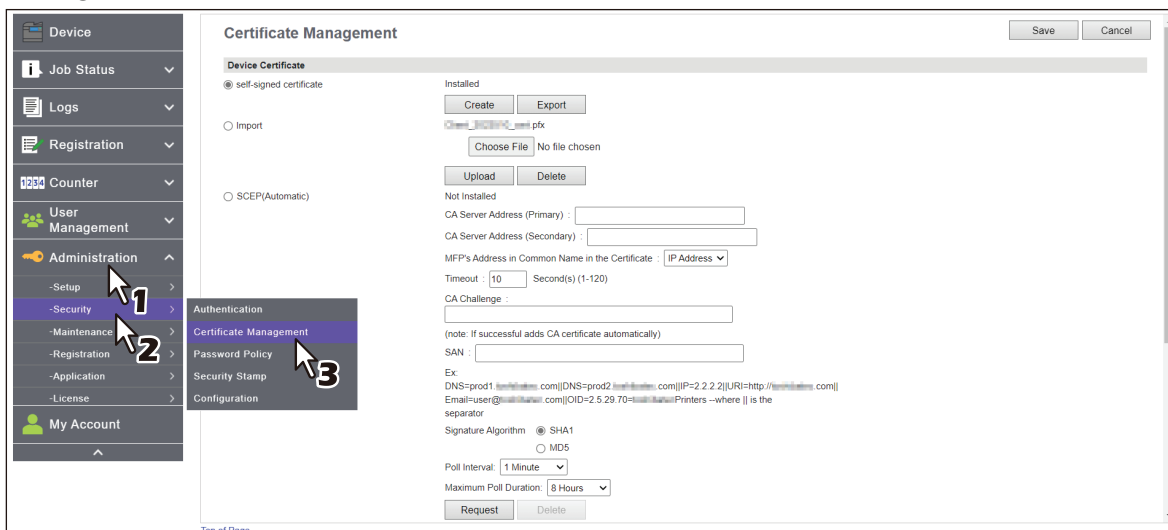 Device
Job Status
Logs
Registration
1234 Counter
User
Management
Administration
-Setup
1
-Security
2
-Maintenance
-Registration
-Application
-License
My Account
Authentication
Certificate Management
3
Password Policy
Security Stamp
Configuration
Certificate Management
Save Cancel
Device Certificate
self-signed certificate Installed
Create Export
Import .pfx
Choose File No file chosen
Upload Delete
SCEP(Automatic) Not Installed
CA Server Address (Primary) :
CA Server Address (Secondary) :
MFP's Address in Common Name in the Certificate : IP Address
Timeout : 10 Second(s) (1-120)
CA Challenge :
(note: If successful adds CA certificate automatically)
SAN :
Ex:
DNS=prod1. .com||DNS=prod2. .com||IP=2.2.2.2||URI=http:// .com||
Email=user@ .com||OID=2.5.29.70= Printers --where || is the
separator
Signature Algorithm SHA1
MD5
Poll Interval: 1 Minute
Maximum Poll Duration: 8 Hours
Request Delete
Top of Page